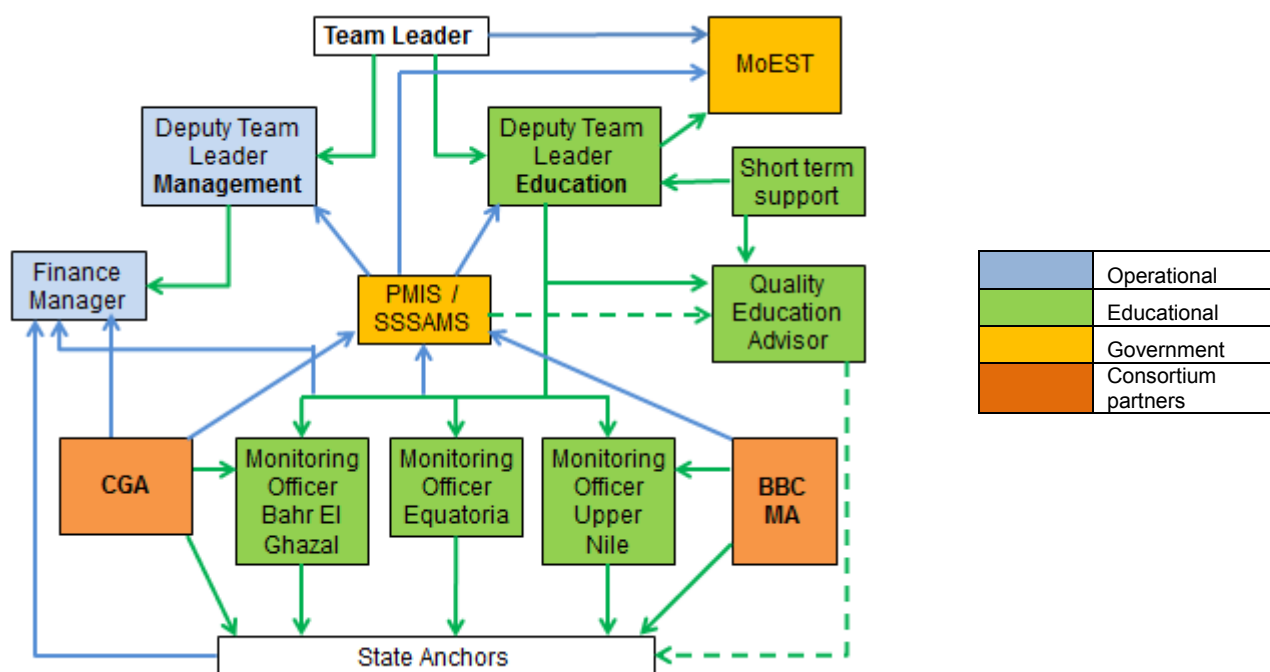 Team Leader
MoEST
Deputy Team
Leader
Management
Deputy Team
Leader
Education
Short term
support
Finance
Manager
PMIS /
SSSAMS
Quality
Education
Advisor
Operational
Educational
Government
Consortium
partners
CGA
Monitoring
Officer
Bahr El
Ghazal
Monitoring
Officer
Equatoria
Monitoring
Officer
Upper
Nile
BBC
MA
State Anchors